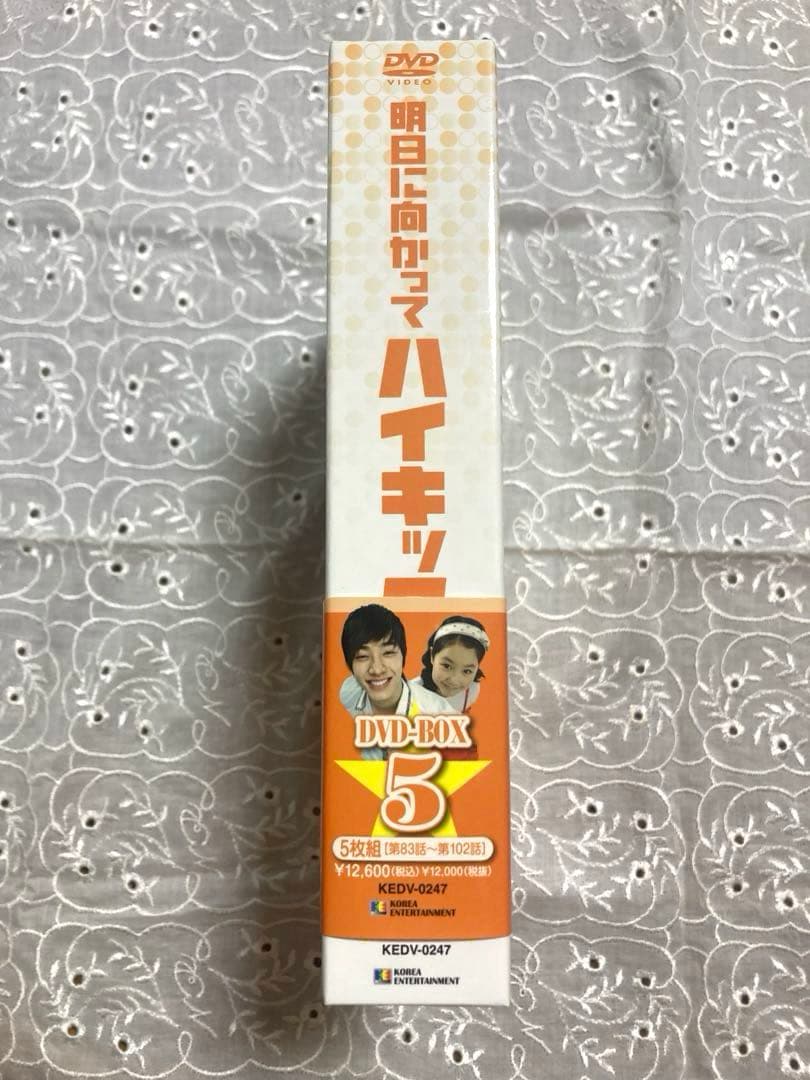 DVD
VIDEO
明日に向かってハイキッ
DVD-BOX
5
5枚組[第83話〜第102話]
¥12,600(税込)¥12,000(税抜)
KEDV-0247
KE KOREA
ENTERTAINMENT
KEDV-0247
KE KOREA
ENTERTAINMENT